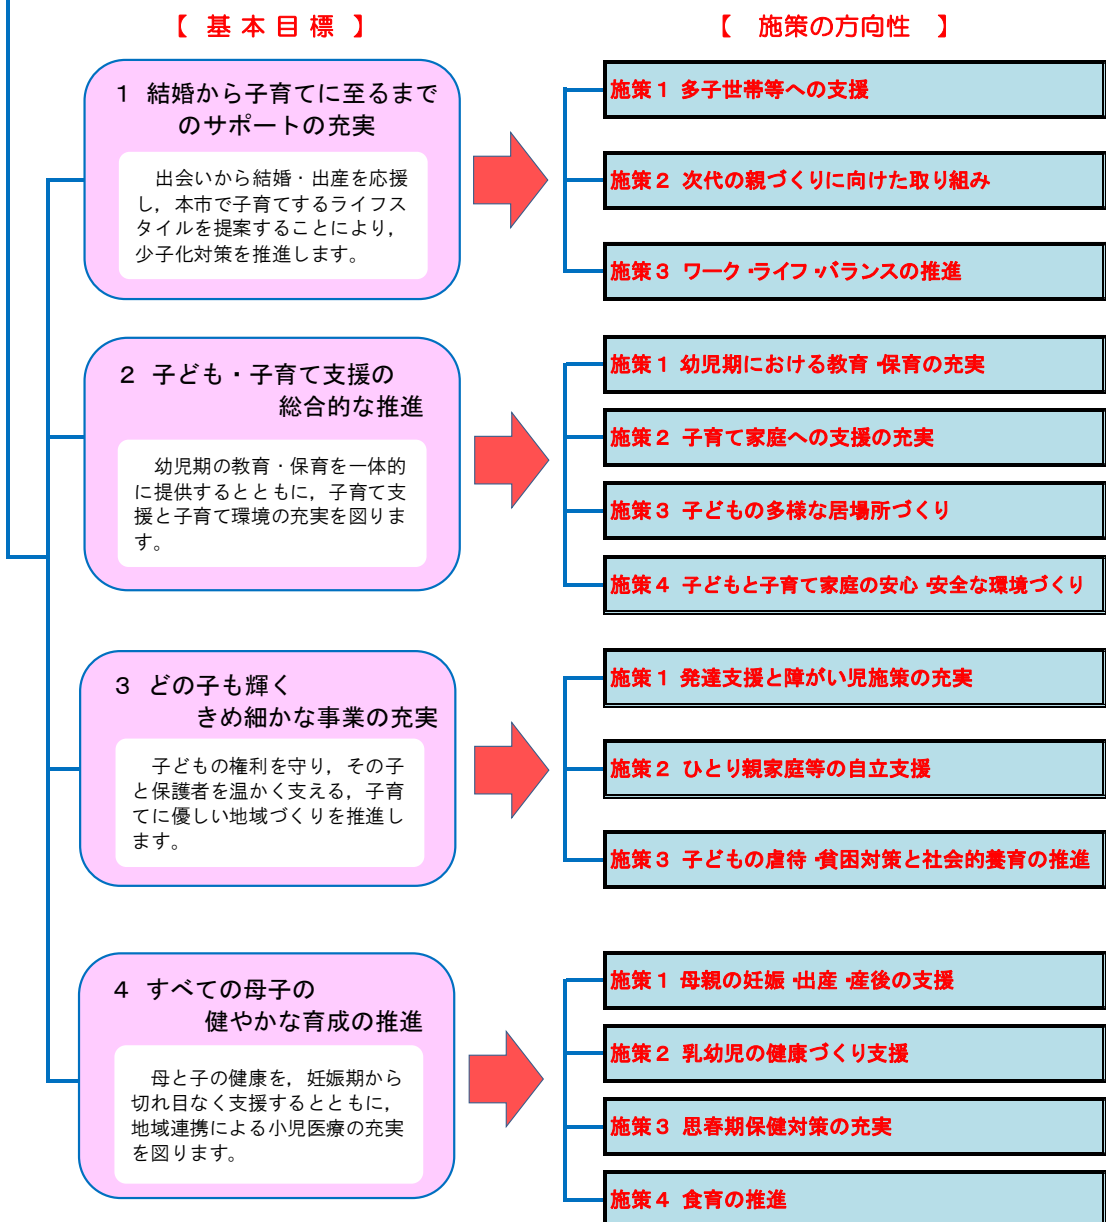 【 基 本 目 標 】
【　施策の方向性　】
１ 結婚から子育てに至るまで
のサポートの充実
出会いから結婚・出産を応援
し，本市で子育てするライフス
タイルを提案することにより，
少子化対策を推進します。
施策１ 多子世帯等への支援
施策２ 次代の親づくりに向けた取り組み
施策３ ワーク・ライフ・バランスの推進
２ 子ども・子育て支援の
総合的な推進
幼児期の教育・保育を一体的
に提供するとともに，子育て支
援と子育て環境の充実を図りま
す。
施策１ 幼児期における教育・保育の充実
施策２ 子育て家庭への支援の充実
施策３ 子どもの多様な居場所づくり
施策４ 子どもと子育て家庭の安心・安全な環境づくり
３ どの子も輝く
きめ細かな事業の充実
子どもの権利を守り，その子
と保護者を温かく支える，子育
てに優しい地域づくりを推進し
ます。
施策１ 発達支援と障がい児施策の充実
施策２ ひとり親家庭等の自立支援
施策３ 子どもの虐待・貧困対策と社会的養育の推進
４ すべての母子の
健やかな育成の推進
母と子の健康を，妊娠期から
切れ目なく支援するとともに，
地域連携による小児医療の充実
を図ります。
施策１ 母親の妊娠・出産・産後の支援
施策２ 乳幼児の健康づくり支援
施策３ 思春期保健対策の充実
施策４ 食育の推進